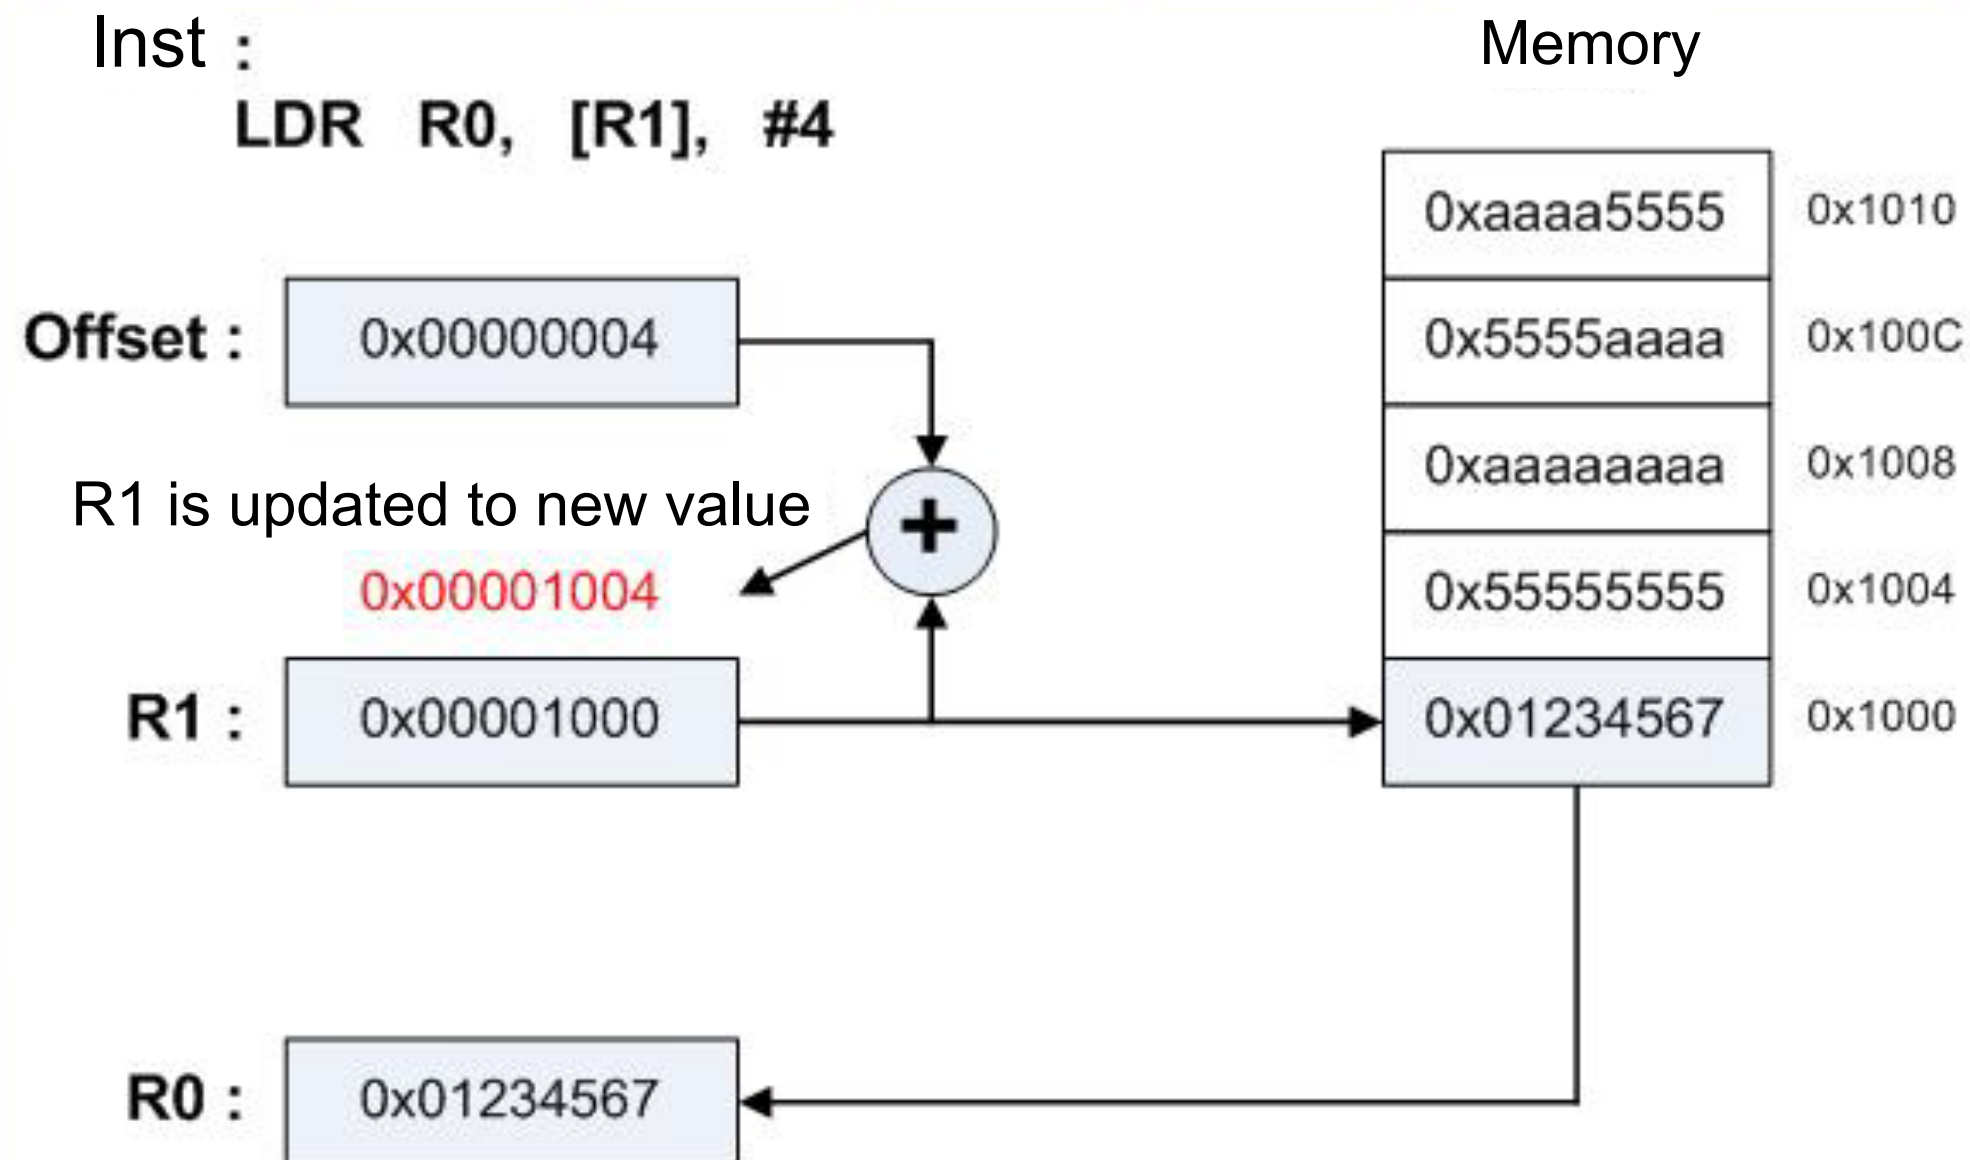 Inst :
LDR R0, [R1], #4
Memory
0xaaaa5555 0x1010
Offset : 0x00000004
0x5555aaaa 0x100C
R1 is updated to new value
0xaaaaaaaa 0x1008
0x00001004
0x55555555 0x1004
R1 : 0x00001000
0x01234567 0x1000
R0 : 0x01234567
+